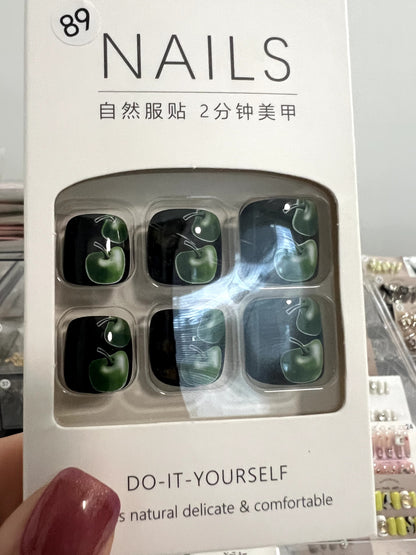 89
NAILS
自然服贴 2分钟美甲
DO-IT-YOURSELF
natural delicate & comfortable